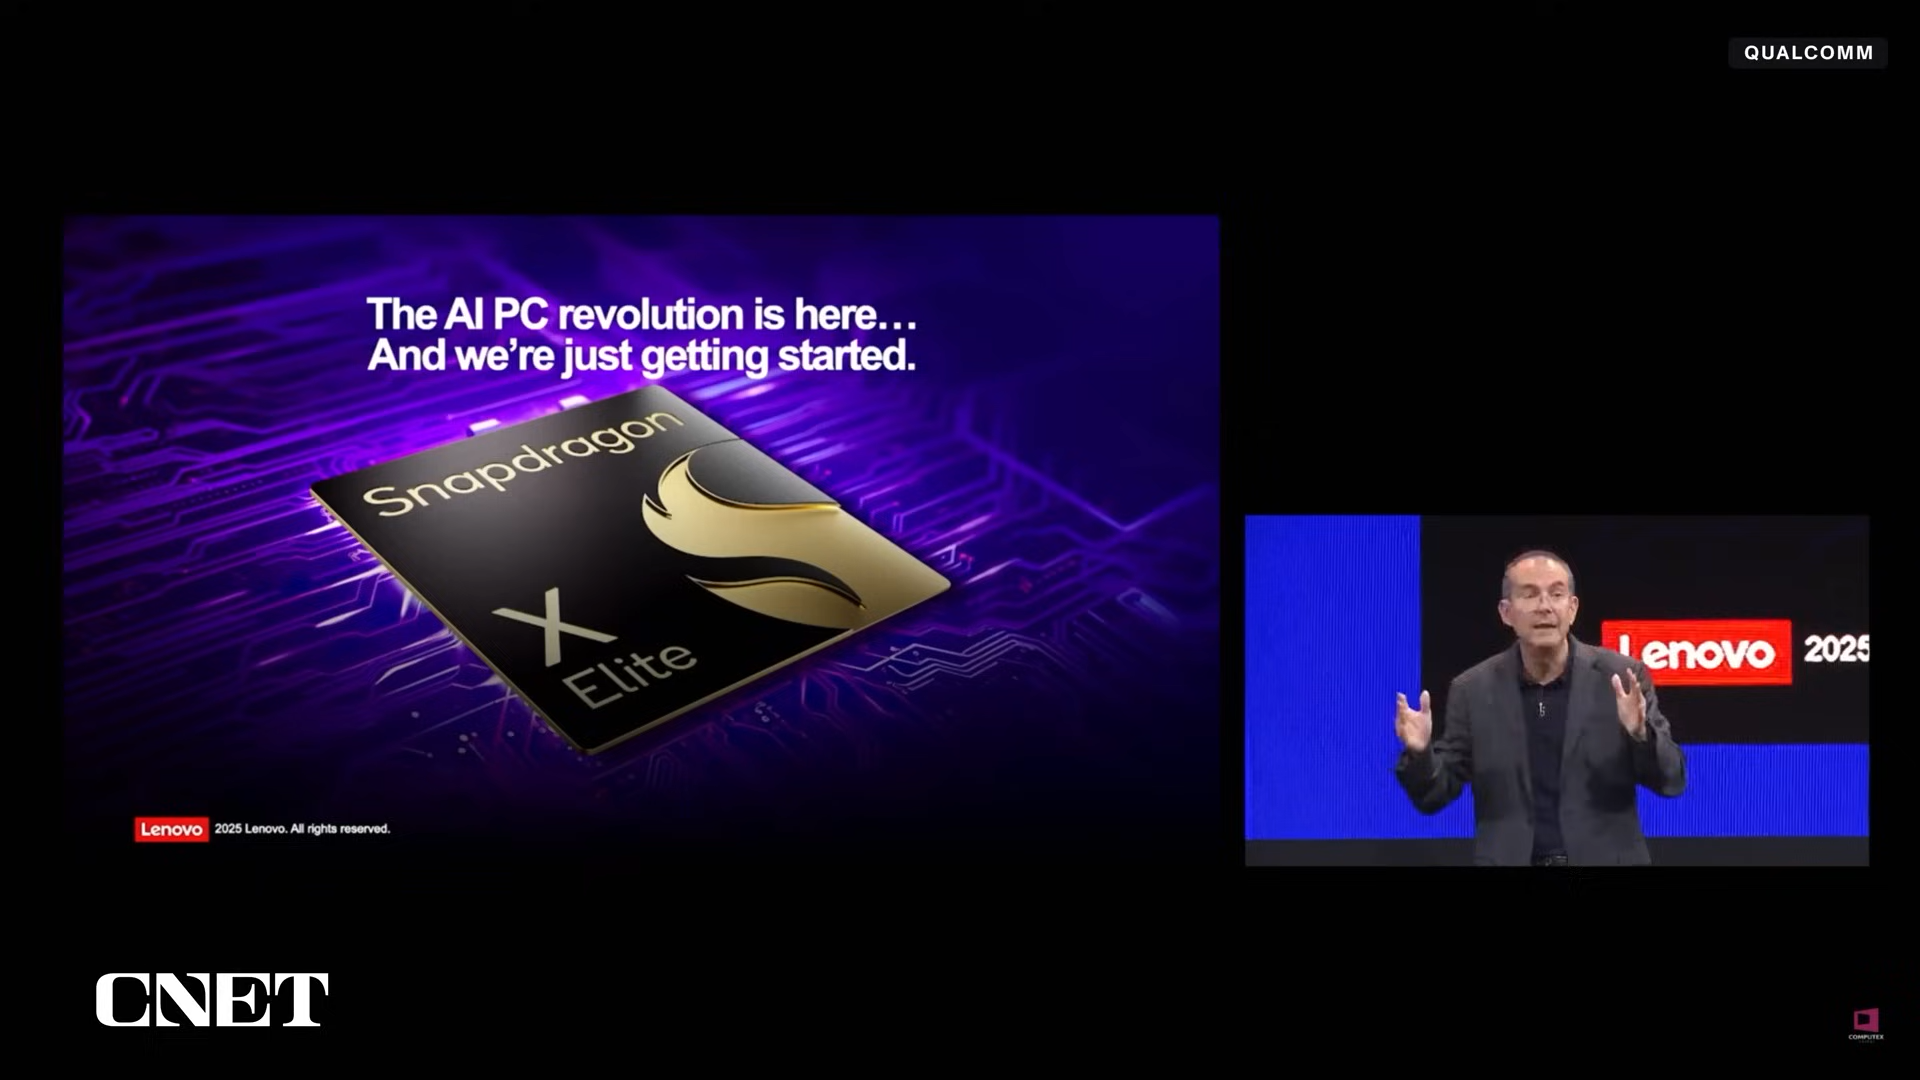 QUALCOMM
The AI PC revolution is here...
And we're just getting started.
Snapdragon
X
Elite
Lenovo 2025 Lenovo. All rights reserved.
Lenovo 2025
CNET
COMPUTEX